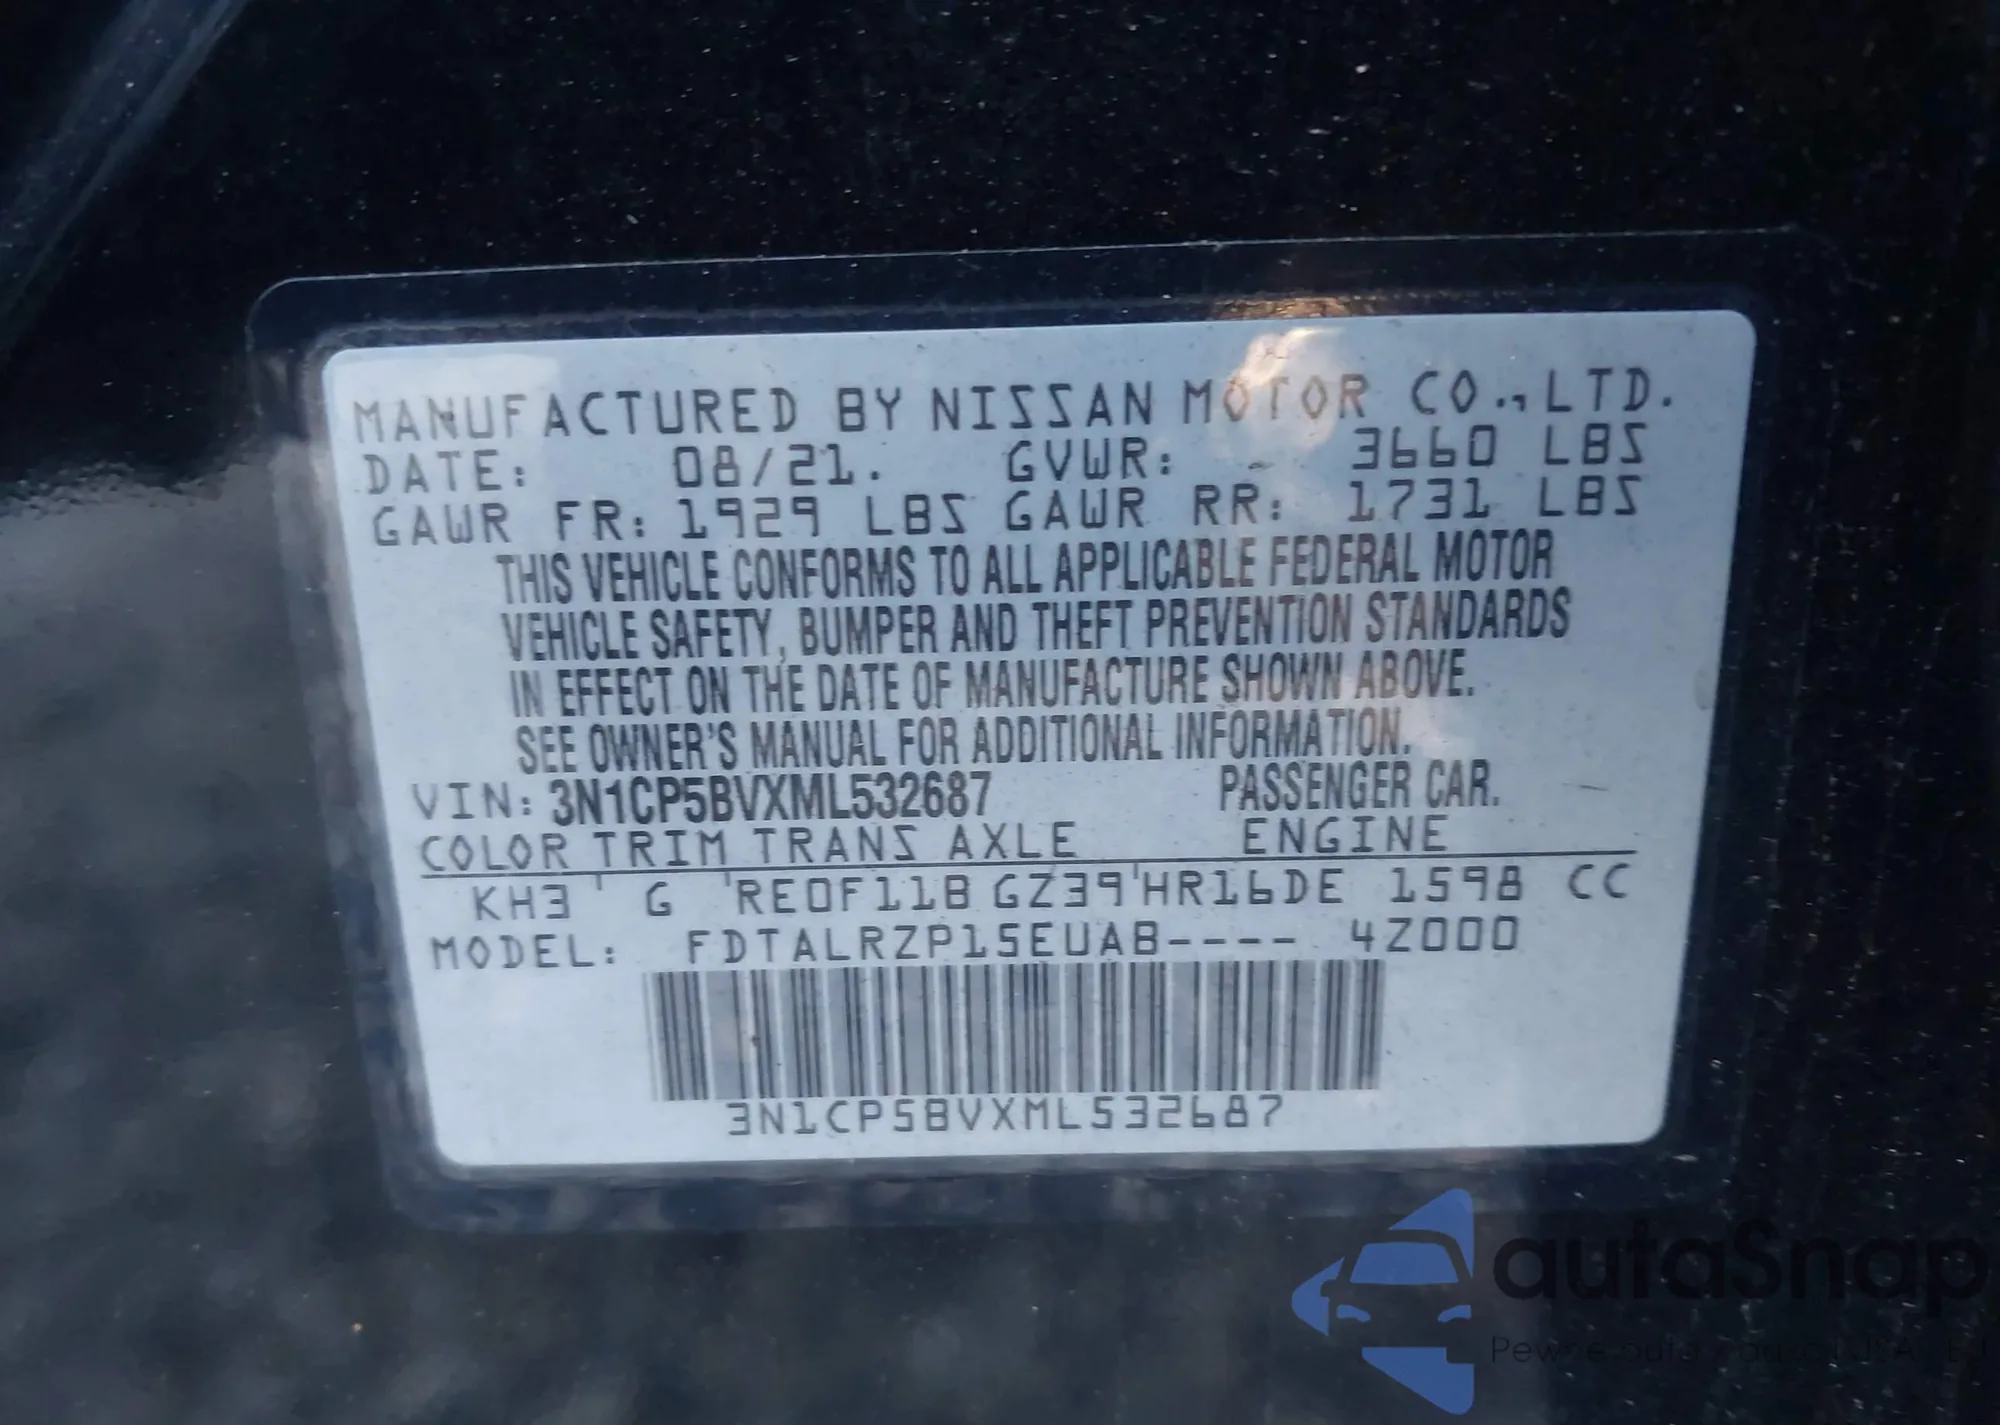 MANUFACTURED BY NISSAN MOTOR CO., LTD.
DATE: 08/21. GVWR: 3660 LBS
GAWR FR: 1929 LBS GAWR RR: 1731 LBS
THIS VEHICLE CONFORMS TO ALL APPLICABLE FEDERAL MOTOR
VEHICLE SAFETY, BUMPER AND THEFT PREVENTION STANDARDS
IN EFFECT ON THE DATE OF MANUFACTURE SHOWN ABOVE.
SEE OWNER'S MANUAL FOR ADDITIONAL INFORMATION.
VIN: 3N1CP5BVXML532687 PASSENGER CAR.
COLOR TRIM TRANS AXLE ENGINE
KH3 ' G 'RE0F11B GZ39'HR16DE 1598 CC
MODEL: FDTALRZP15EUAB---- 4Z000
3N1CP5BVXML532687
autaSnap